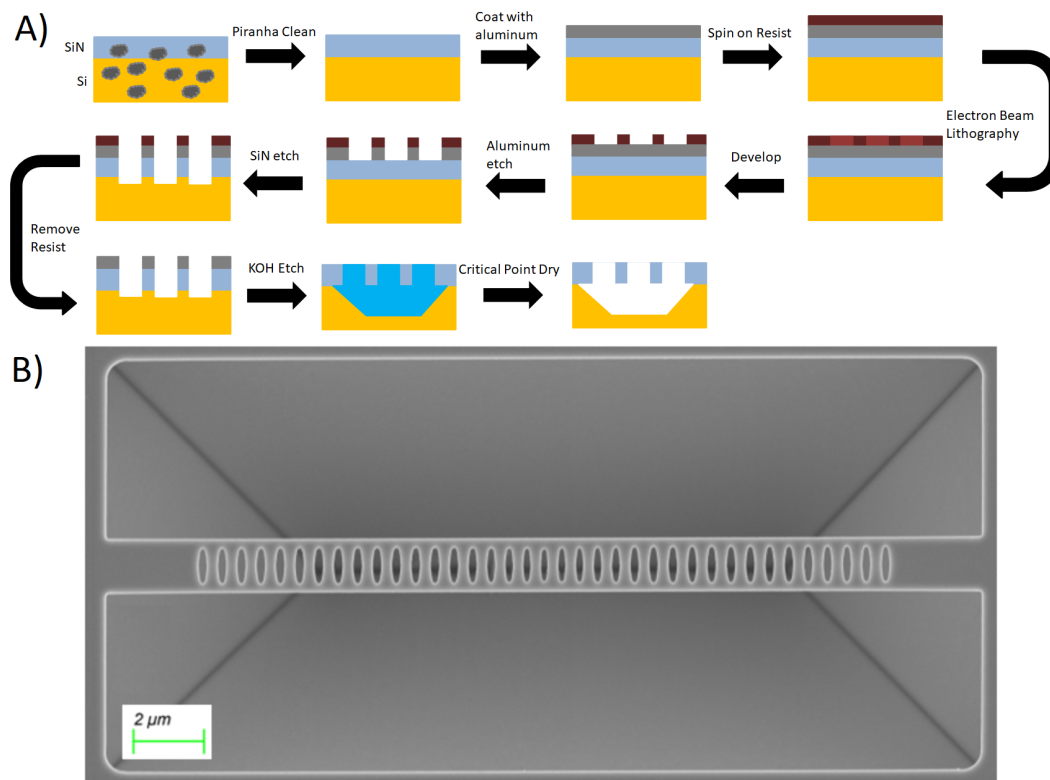 A)
SiN
Si
Piranha Clean
Coat with
aluminum
Spin on Resist
Electron Beam
Lithography
Develop
Aluminum
etch
SiN etch
Remove
Resist
KOH Etch
Critical Point Dry
B)
2 µm